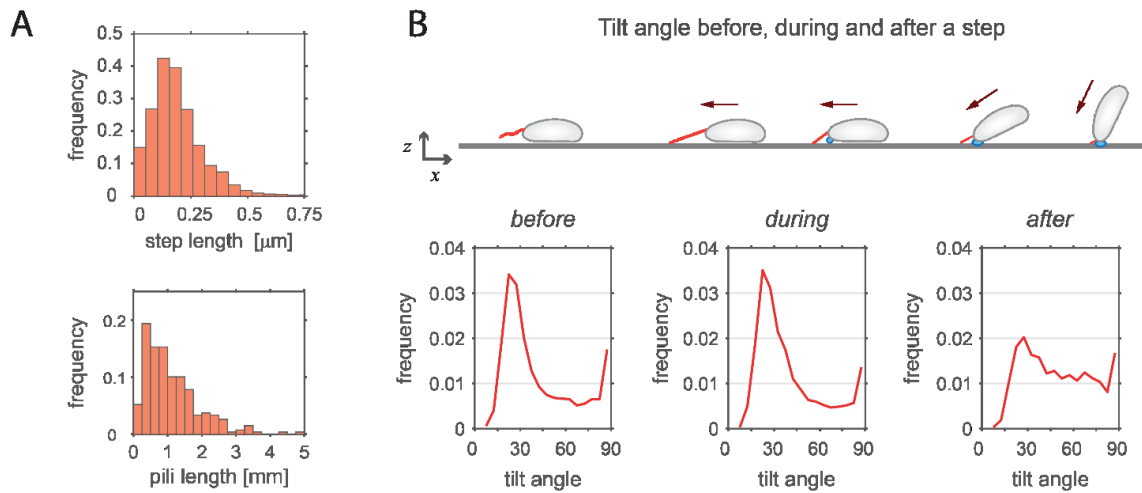 A
0.5
0.4
0.3
0.2
0.1
0
frequency
0 0.25 0.5 0.75
step length [μm]
0.2
0.1
0
frequency
0 1 2 3 4 5
pili length [mm]
B
Tilt angle before, during and after a step
z
x
before
0.04
0.03
0.02
0.01
0
frequency
0 30 60 90
tilt angle
during
0.04
0.03
0.02
0.01
0
frequency
0 30 60 90
tilt angle
after
0.04
0.03
0.02
0.01
0
frequency
0 30 60 90
tilt angle